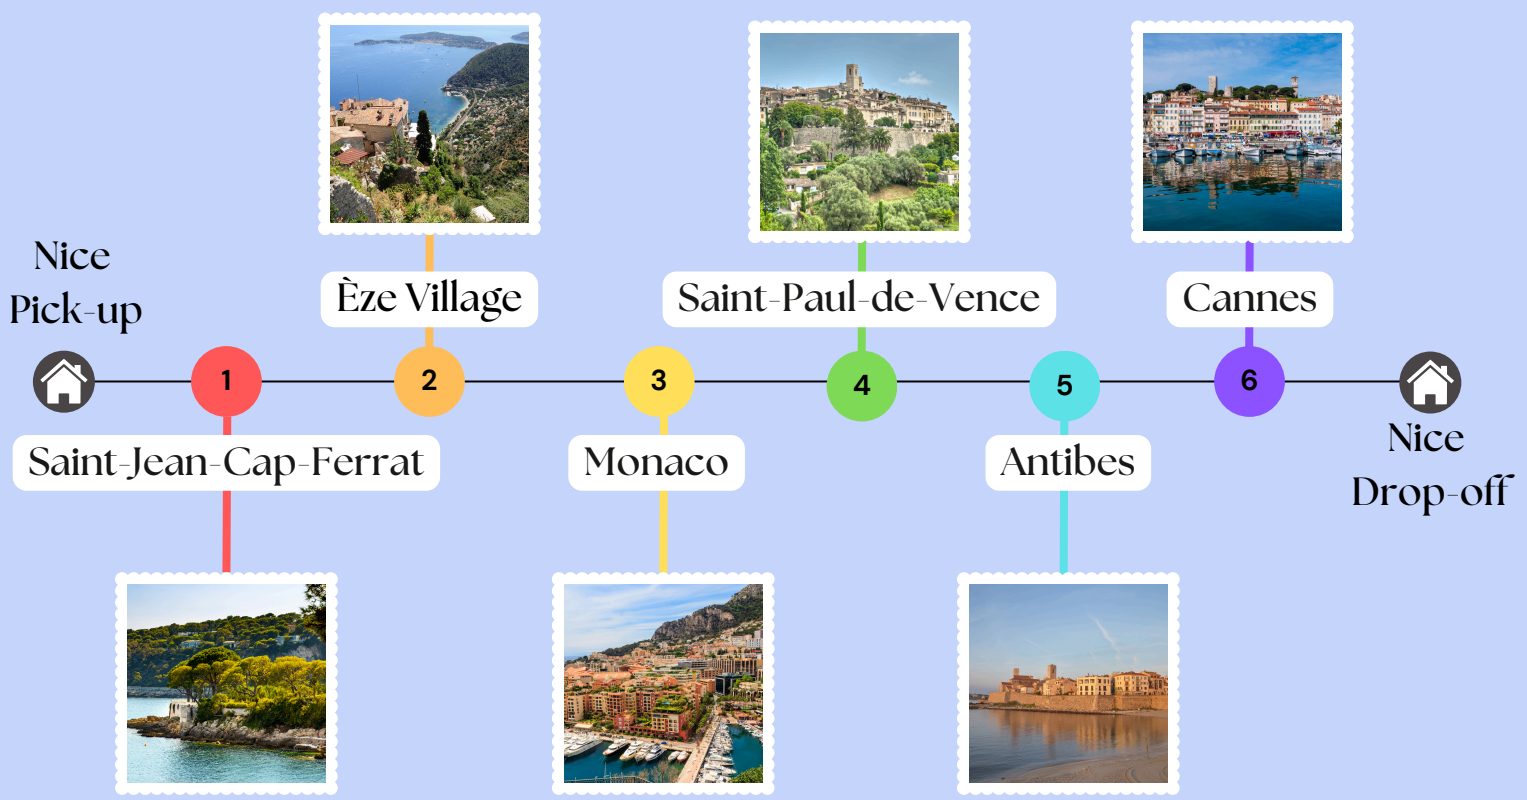 Nice
Pick-up
1
Saint-Jean-Cap-Ferrat
2
Èze Village
3
Monaco
4
Saint-Paul-de-Vence
5
Antibes
6
Cannes
Nice
Drop-off